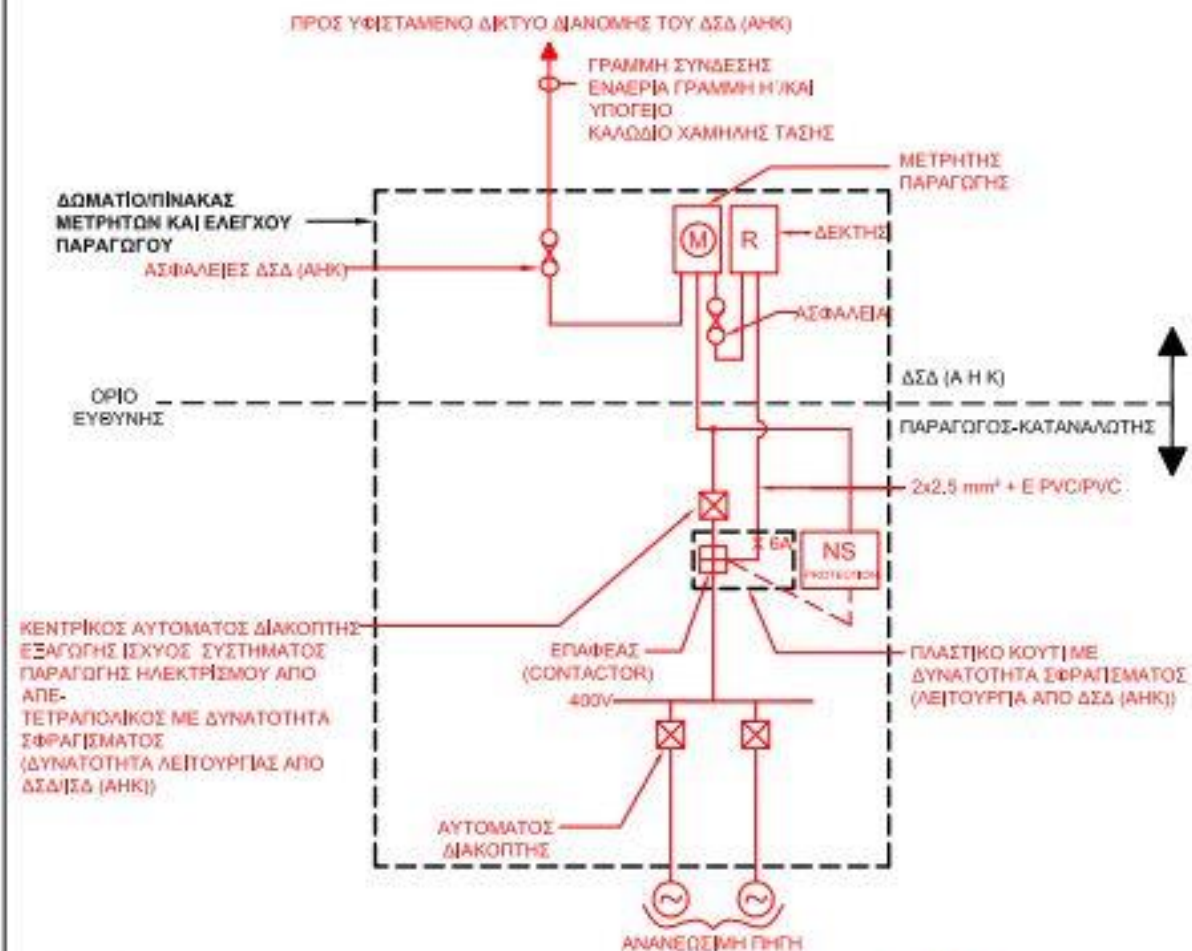 ΠΡΟΣ ΥΦΙΣΤΑΜΕΝΟ ΔΙΚΤΥΟ ΔΙΑΝΟΜΗΣ ΤΟΥ ΔΣΔ (ΑΗΚ)
ΓΡΑΜΜΗ ΣΥΝΔΕΣΗΣ
ΕΝΑΕΡΙΑ ΓΡΑΜΜΗ Η΄/ΚΑΙ
ΥΠΟΓΕΙΟ
ΚΑΛΩΔΙΟ ΧΑΜΗΛΗΣ ΤΑΣΗΣ
ΜΕΤΡΗΤΗΣ
ΠΑΡΑΓΩΓΗΣ
ΔΩΜΑΤΙΟ/ΠΙΝΑΚΑΣ
ΜΕΤΡΗΤΩΝ ΚΑΙ ΕΛΕΓΧΟΥ
ΠΑΡΑΓΩΓΟΥ
M
R
ΔΕΚΤΗΣ
ΑΣΦΑΛΕΙΕΣ ΔΣΔ (ΑΗΚ)
ΑΣΦΑΛΕΙΑ
ΟΡΙΟ
ΕΥΘΥΝΗΣ
ΔΣΔ (Α Η Κ)
ΠΑΡΑΓΩΓΟΣ-ΚΑΤΑΝΑΛΩΤΗΣ
2x2.5 mm² + E PVC/PVC
6A
NS
PROTECTION
ΚΕΝΤΡΙΚΟΣ ΑΥΤΟΜΑΤΟΣ ΔΙΑΚΟΠΤΗΣ
ΕΞΑΓΩΓΗΣ ΙΣΧΥΟΣ ΣΥΣΤΗΜΑΤΟΣ
ΠΑΡΑΓΩΓΗΣ ΗΛΕΚΤΡΙΣΜΟΥ ΑΠΟ
ΑΠΕ-
ΤΕΤΡΑΠΟΛΙΚΟΣ ΜΕ ΔΥΝΑΤΟΤΗΤΑ
ΣΦΡΑΓΙΣΜΑΤΟΣ
(ΔΥΝΑΤΟΤΗΤΑ ΛΕΙΤΟΥΡΓΙΑΣ ΑΠΟ
ΔΣΔ/ΙΣΔ (ΑΗΚ))
ΕΠΑΦΕΑΣ
(CONTACTOR)
400V
ΠΛΑΣΤΙΚΟ ΚΟΥΤΙ ΜΕ
ΔΥΝΑΤΟΤΗΤΑ ΣΦΡΑΓΙΣΜΑΤΟΣ
(ΛΕΙΤΟΥΡΓΙΑ ΑΠΟ ΔΣΔ (ΑΗΚ))
ΑΥΤΟΜΑΤΟΣ
ΔΙΑΚΟΠΤΗΣ
ΑΝΑΝΕΩΣΙΜΗ ΠΗΓΗ